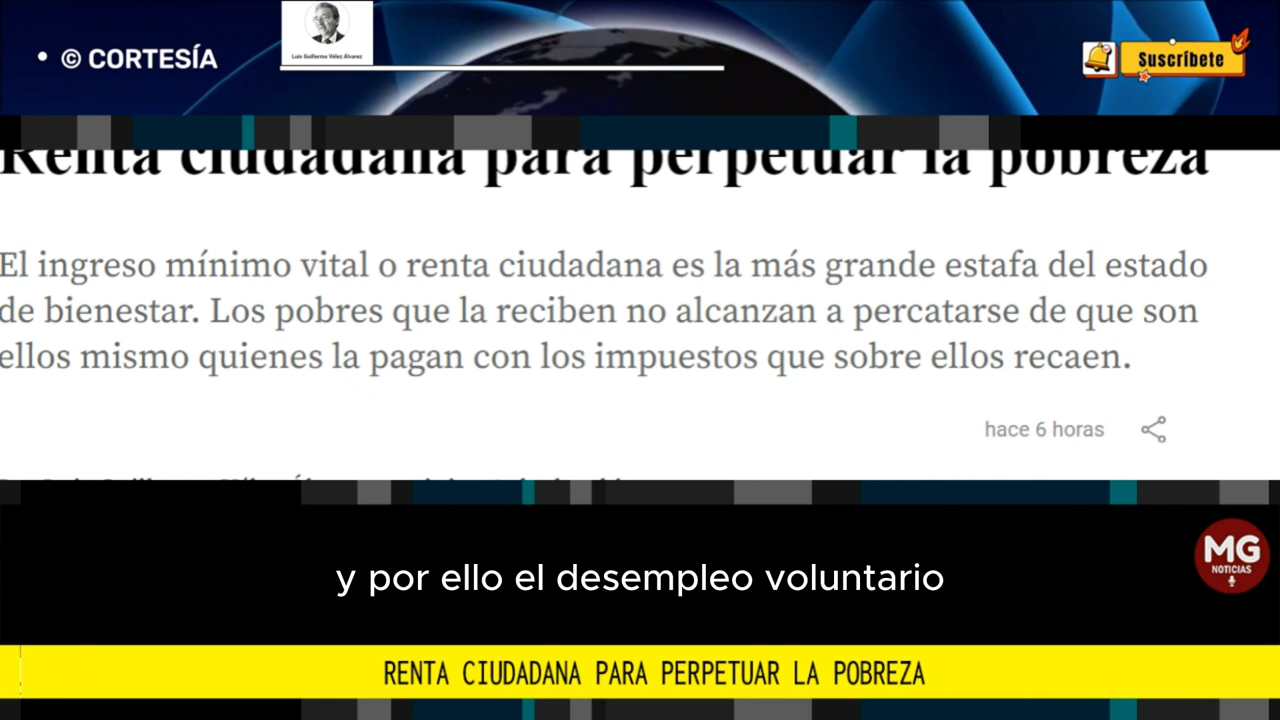 • © CORTESÍA
Luis Guillermo Vélez Álvarez
Suscríbete
Renta ciudadana para perpetuar la pobreza
El ingreso mínimo vital o renta ciudadana es la más grande estafa del estado
de bienestar. Los pobres que la reciben no alcanzan a percatarse de que son
ellos mismo quienes la pagan con los impuestos que sobre ellos recaen.
hace 6 horas
MG
NOTICIAS
y por ello el desempleo voluntario
RENTA CIUDADANA PARA PERPETUAR LA POBREZA